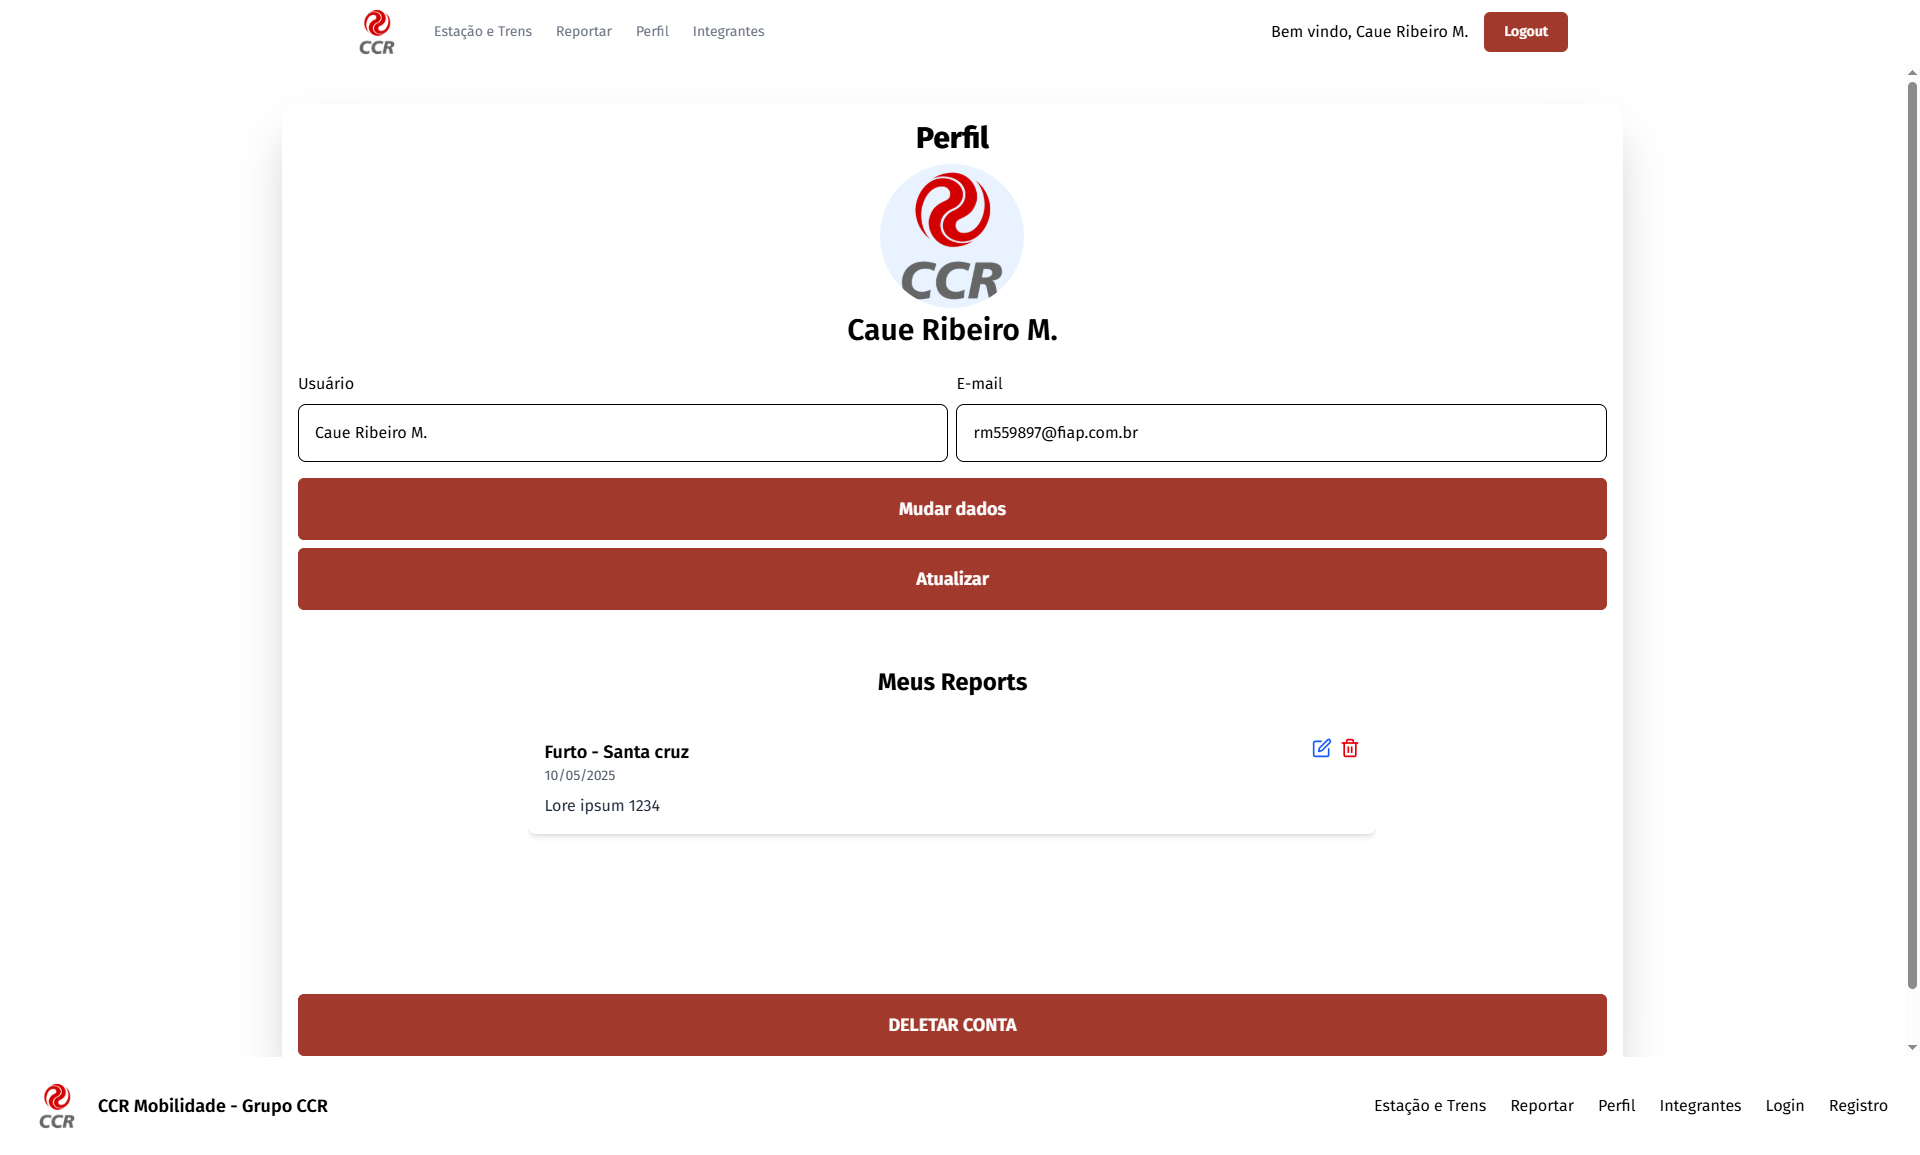 CCR
Estação e Trens Reportar Perfil Integrantes
Bem vindo, Caue Ribeiro M. Logout
Perfil
CCR
Caue Ribeiro M.
Usuário E-mail
Caue Ribeiro M. rm559897@fiap.com.br
Mudar dados
Atualizar
Meus Reports
Furto - Santa cruz
10/05/2025
Lore ipsum 1234
DELETAR CONTA
CCR
CCR Mobilidade - Grupo CCR
Estação e Trens Reportar Perfil Integrantes Login Registro